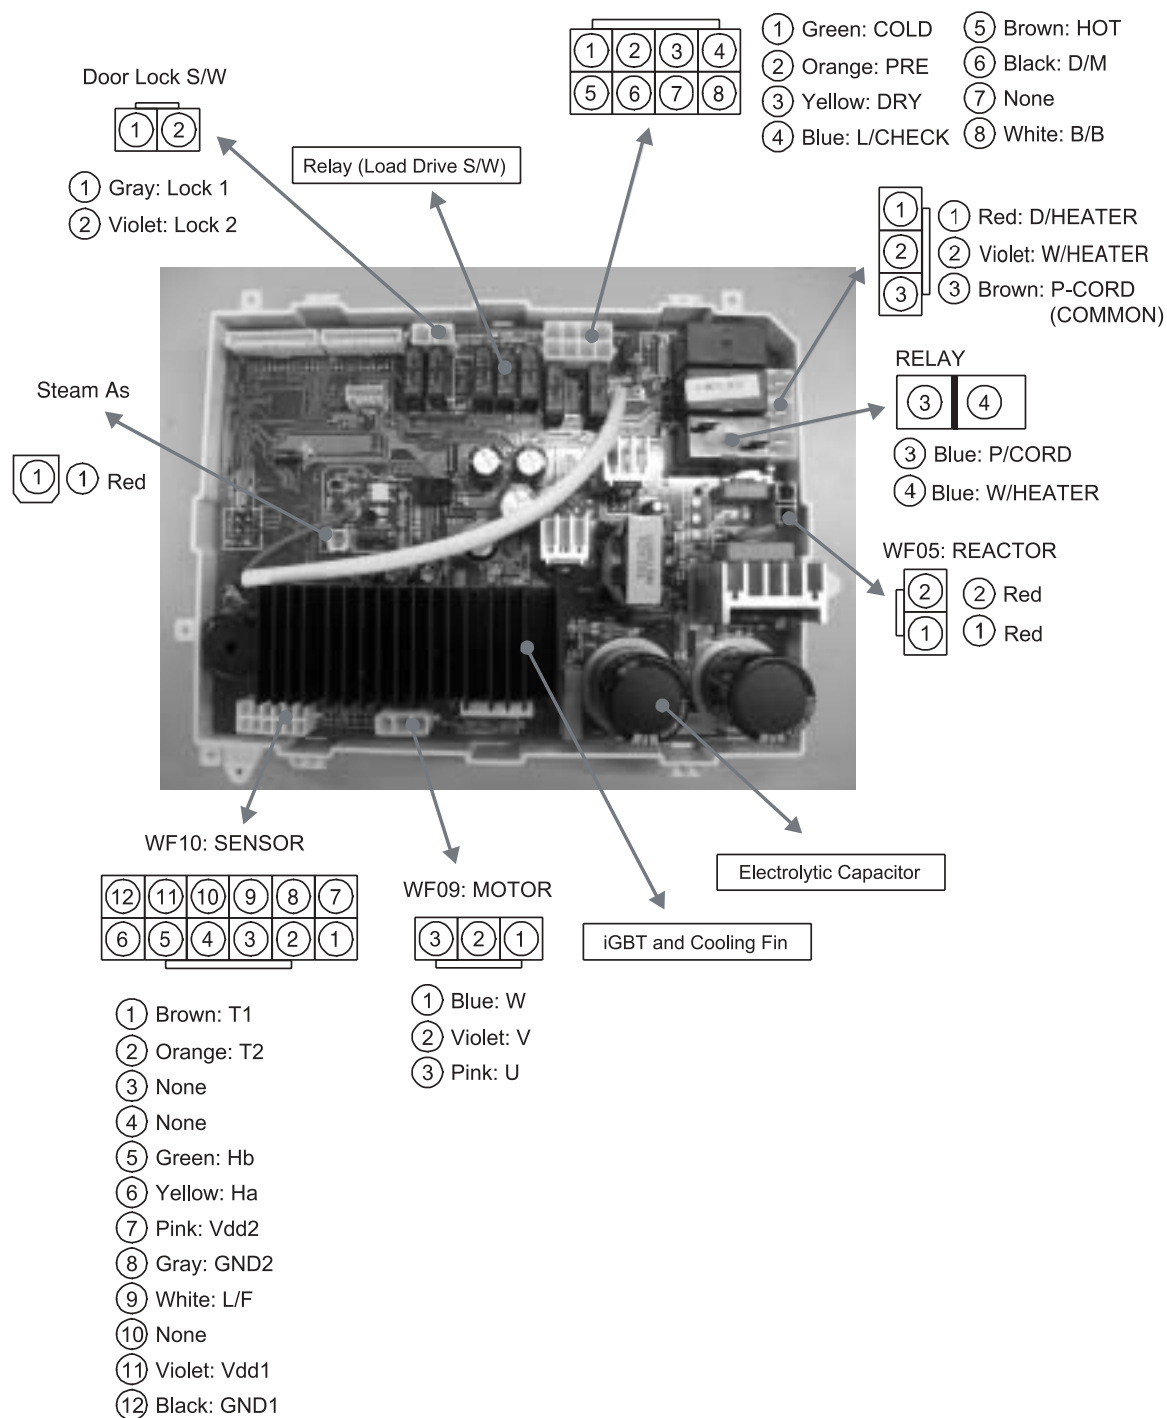 1 2 3 4
5 6 7 8
1 Green: COLD
2 Orange: PRE
3 Yellow: DRY
4 Blue: L/CHECK
5 Brown: HOT
6 Black: D/M
7 None
8 White: B/B
Door Lock S/W
1 2
1 Gray: Lock 1
2 Violet: Lock 2
Relay (Load Drive S/W)
1
2
3
1 Red: D/HEATER
2 Violet: W/HEATER
3 Brown: P-CORD
(COMMON)
RELAY
3 4
3 Blue: P/CORD
4 Blue: W/HEATER
Steam As
1
1 Red
WF05: REACTOR
2
1
2 Red
1 Red
WF10: SENSOR
12 11 10 9 8 7
6 5 4 3 2 1
1 Brown: T1
2 Orange: T2
3 None
4 None
5 Green: Hb
6 Yellow: Ha
7 Pink: Vdd2
8 Gray: GND2
9 White: L/F
10 None
11 Violet: Vdd1
12 Black: GND1
WF09: MOTOR
3 2 1
1 Blue: W
2 Violet: V
3 Pink: U
Electrolytic Capacitor
iGBT and Cooling Fin